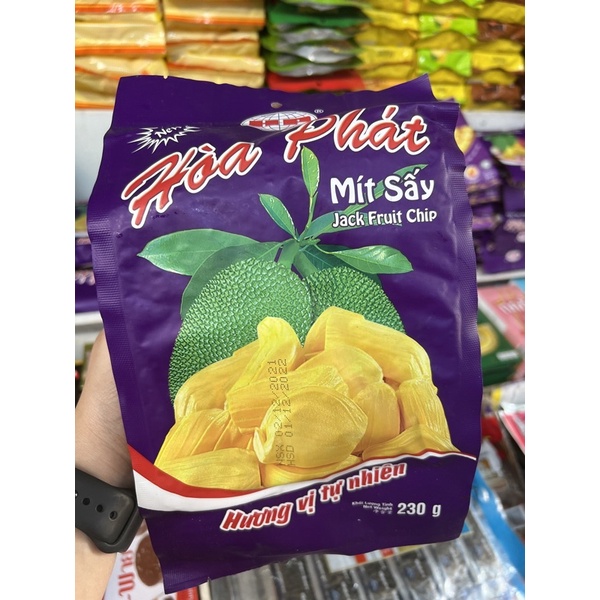 New
Hòa Phát
Mít Sấy
Jack Fruit Chip
NSX 02/12/2021
HSD 01/12/2022
Hương vị tự nhiên
Khối Lượng Tịnh
Net Weight
230 g